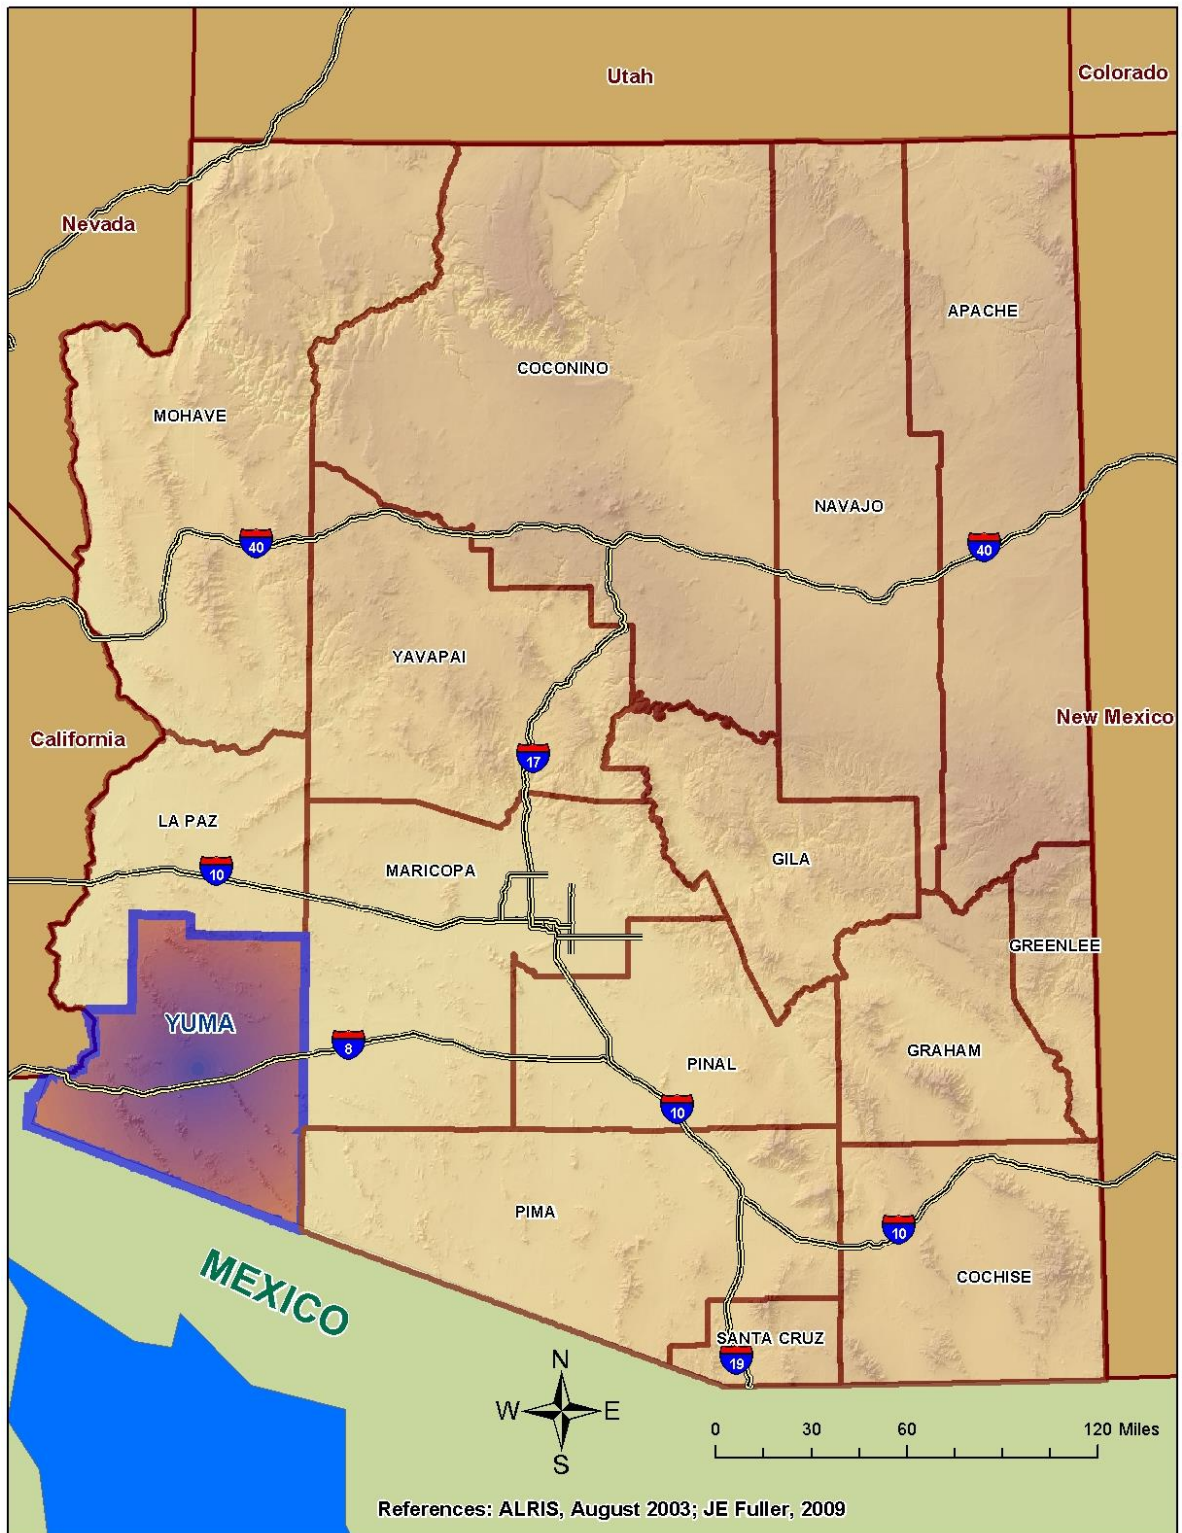 Utah
Colorado
Nevada
APACHE
COCONINO
MOHAVE
NAVAJO
40
40
YAVAPAI
New Mexico
California
17
LA PAZ
GILA
10
MARICOPA
GREENLEE
YUMA
8
GRAHAM
PINAL
10
PIMA
10
COCHISE
MEXICO
SANTA CRUZ
19
N
W E
S
0 30 60 120 Miles
References: ALRIS, August 2003; JE Fuller, 2009